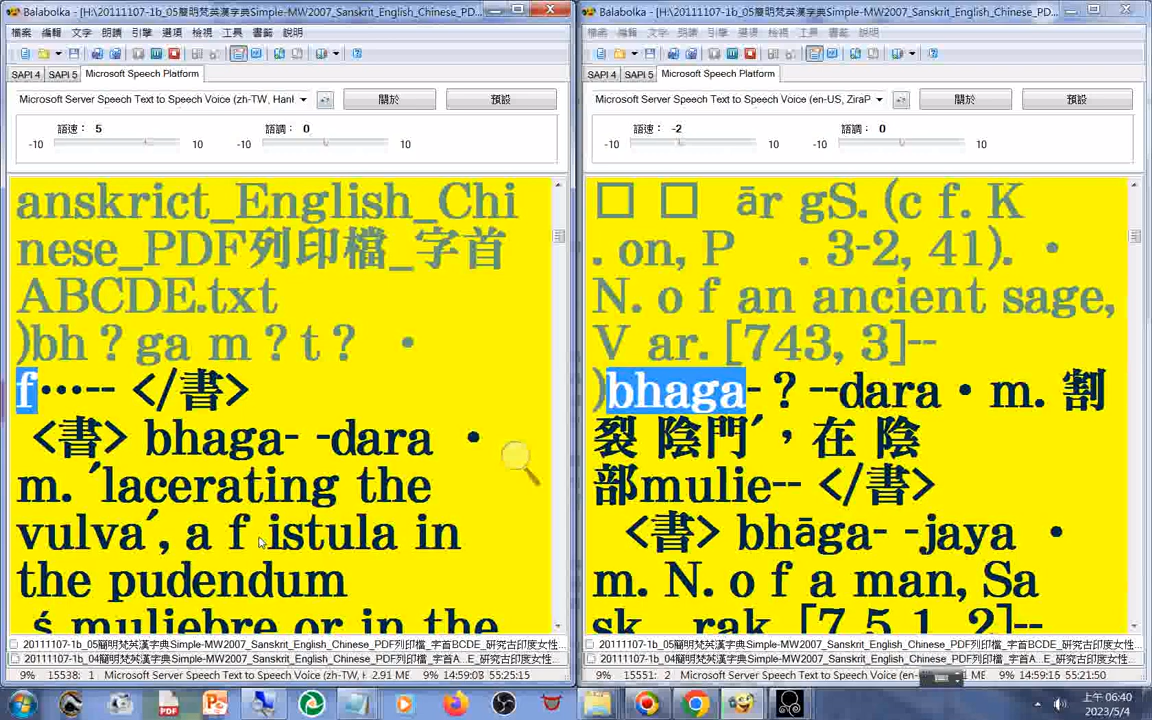 Balabolka - [H:\20111107-1b_05簡明梵英漢字典Simple-MW2007_Sanskrit_English_Chinese_PD...
檔案 編輯 文字 朗讀 引擎 選項 檢視 工具 書籤 說明
SAPI 4 SAPI 5 Microsoft Speech Platform
Microsoft Server Speech Text to Speech Voice (zh-TW, Hanl
關於 預設
語速: 5 語調: 0
-10 10 -10 10
anskrict_English_Chi
nese_PDF列印檔_字首
ABCDE.txt
)bh？ga m？t？ •
f…-- </書>
<書> bhaga- -dara •
m. ´lacerating the
vulva´, a f istula in
the pudendum
ś muliebre or in the
20111107-1b_05簡明梵英漢字典Simple-MW2007_Sanskrit_English_Chinese_PDF列印檔_字首BCDE_研究古印度女性...
20111107-1b_04簡明梵英漢字典Simple-MW2007_Sanskrit_English_Chinese_PDF列印檔_字首A...E_研究古印度女性...
9% 15538: 1 Microsoft Server Speech Text to Speech Voice (zh-TW, H 2.91 ME 9% 14:59:03 55:25:15
Balabolka - [H:\20111107-1b_05簡明梵英漢字典Simple-MW2007_Sanskrit_English_Chinese_PD...
檔案 編輯 文字 朗讀 引擎 選項 檢視 工具 書籤 說明
SAPI 4 SAPI 5 Microsoft Speech Platform
Microsoft Server Speech Text to Speech Voice (en-US, ZiraP
關於 預設
語速: -2 語調: 0
-10 10 -10 10
□ □ ār gS. (c f. K
. on, P . 3-2, 41). •
N. o f an ancient sage,
V ar. [743, 3]--
)bhaga-？--dara • m. 割
裂 陰門´，在 陰
部mulie-- </書>
<書> bhāga- -jaya •
m. N. o f a man, Sa
sk. rak. [7,5,1, 2]--
20111107-1b_05簡明梵英漢字典Simple-MW2007_Sanskrit_English_Chinese_PDF列印檔_字首BCDE_研究古印度女性...
20111107-1b_04簡明梵英漢字典Simple-MW2007_Sanskrit_English_Chinese_PDF列印檔_字首A...E_研究古印度女性...
9% 15551: 2 Microsoft Server Speech Text to Speech Voice (en-US ME 9% 14:59:15 55:21:50
上午 06:40
2023/5/4